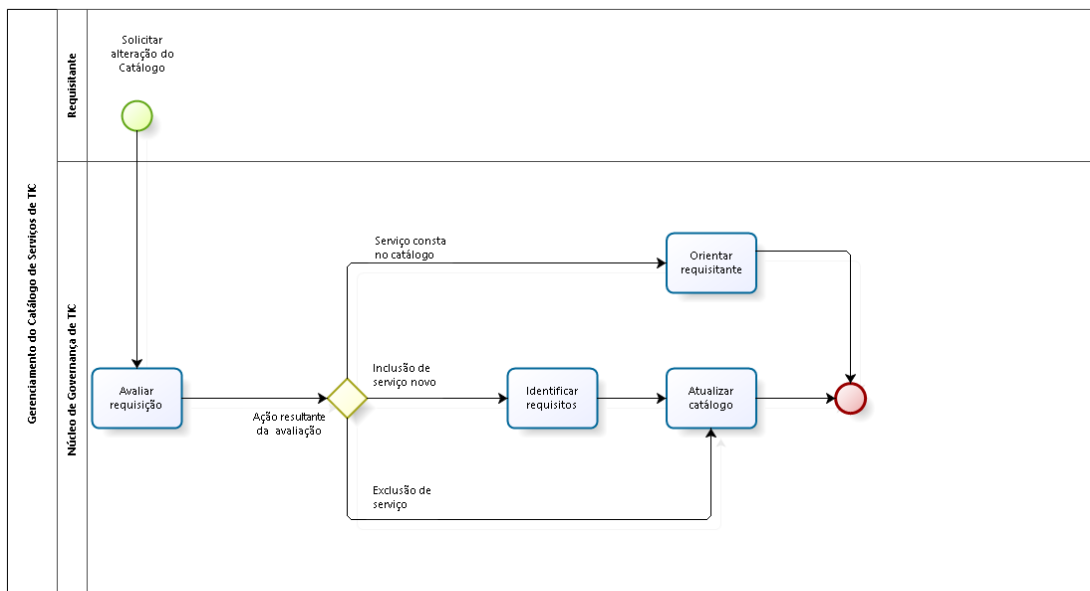 Gerenciamento do Catálogo de Serviços de TIC
Requisitante
Solicitar
alteração do
Catálogo
Núcleo de Governança de TIC
Avaliar
requisição
Ação resultante
da avaliação
Serviço consta
no catálogo
Orientar
requisitante
Inclusão de
serviço novo
Identificar
requisitos
Atualizar
catálogo
Exclusão de
serviço